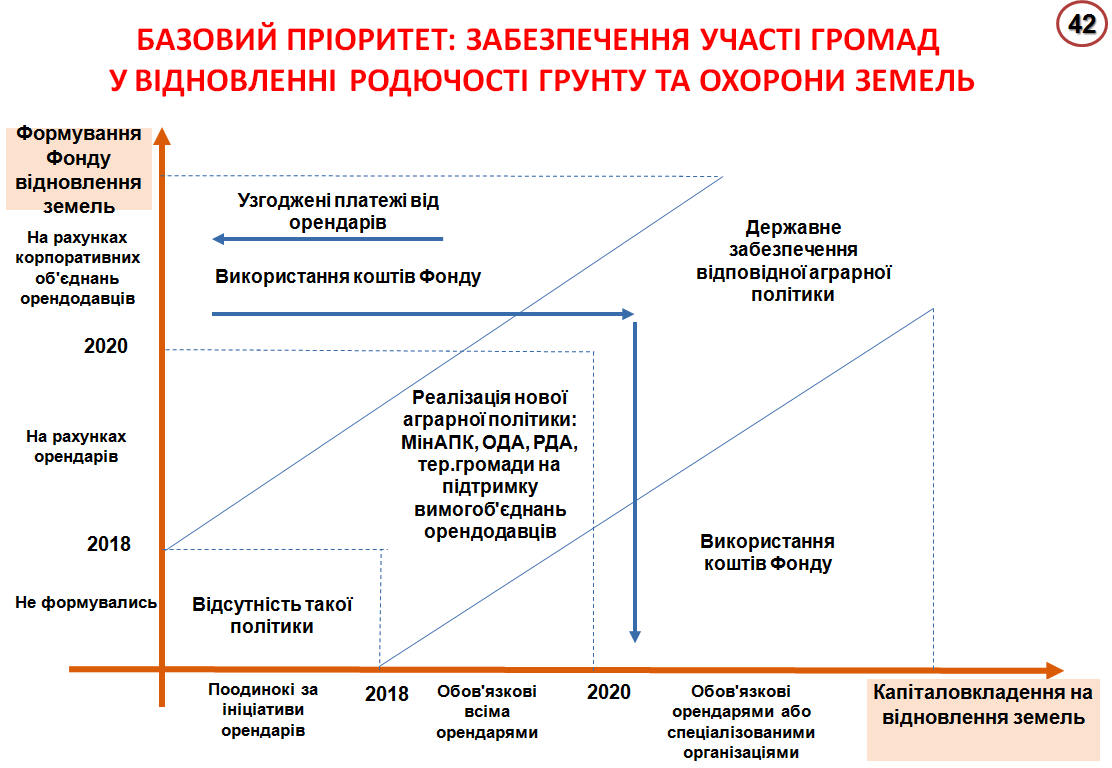 42
БАЗОВИЙ ПРІОРИТЕТ: ЗАБЕЗПЕЧЕННЯ УЧАСТІ ГРОМАД
У ВІДНОВЛЕННІ РОДЮЧОСТІ ГРУНТУ ТА ОХОРОНИ ЗЕМЕЛЬ
Формування
Фонду
відновлення
земель
На рахунках
корпоративних
об'єднань
орендодавців
2020
На рахунках
орендарів
2018
Не формувались
Узгоджені платежі від
орендарів
Використання коштів Фонду
Державне
забезпечення
відповідної аграрної
політики
Реалізація нової
аграрної політики:
МінАПК, ОДА, РДА,
тер.громади на
підтримку
вимогоб'єднань
орендодавців
Використання
коштів Фонду
Відсутність такої
політики
Поодинокі за
ініціативи
орендарів
2018
Обов'язкові
всіма
орендарями
2020
Обов'язкові
орендарями або
спеціалізованими
організаціями
Капіталовкладення на
відновлення земель